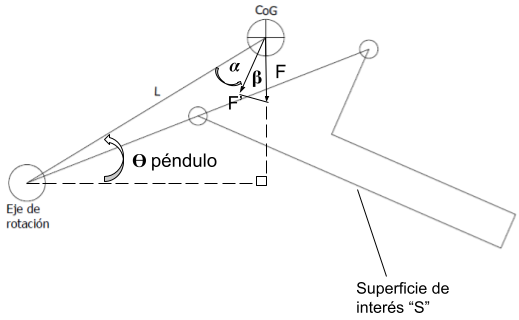 CoG
α
β
F
L
F'
ϴ péndulo
Eje de
rotación
Superficie de
interés “S”